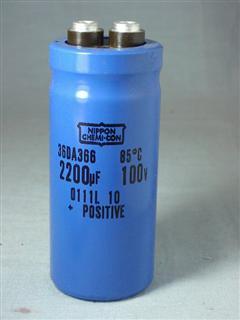 NIPPON
CHEMI-CON
36DA366 85°C
2200µF 100V
0111L 10
+ POSITIVE